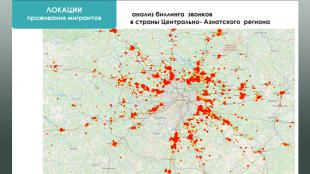 ЛОКАЦИИ
проживания мигрантов
анализ биллинга звонков
в страны Центрально- Азиатского региона